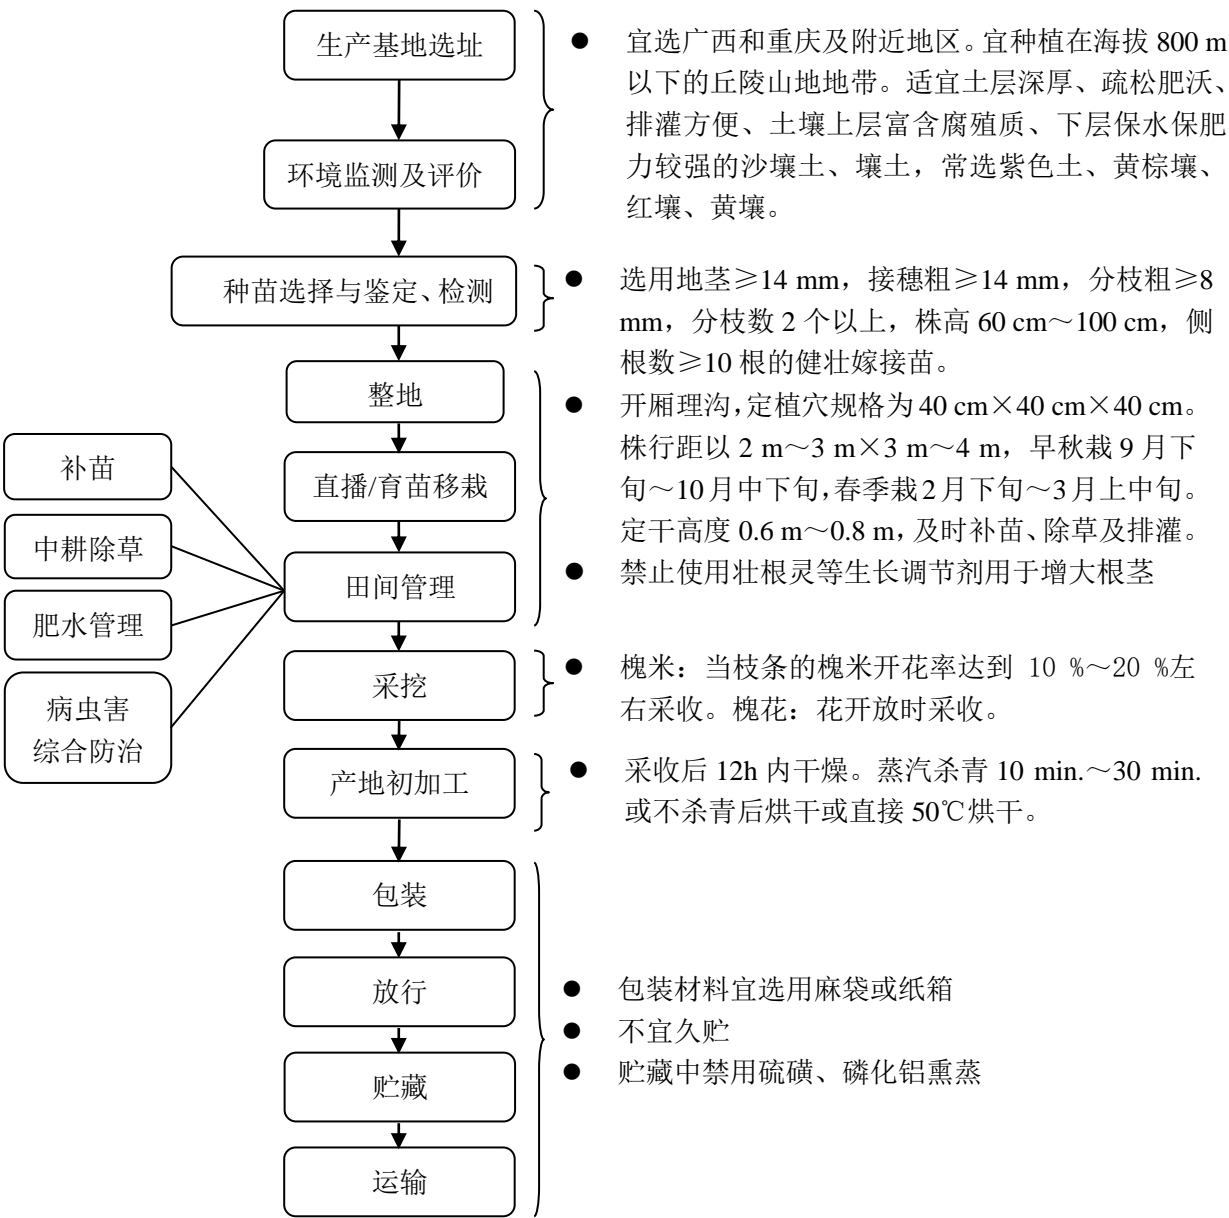 生产基地选址
● 宜选广西和重庆及附近地区。宜种植在海拔 800 m
以下的丘陵山地地带。适宜土层深厚、疏松肥沃、
排灌方便、土壤上层富含腐殖质、下层保水保肥
力较强的沙壤土、壤土，常选紫色土、黄棕壤、
红壤、黄壤。
环境监测及评价
种苗选择与鉴定、检测
● 选用地茎≥14 mm，接穗粗≥14 mm，分枝粗≥8
mm，分枝数 2 个以上，株高 60 cm～100 cm，侧
根数≥10 根的健壮嫁接苗。
整地
直播/育苗移栽
田间管理
补苗
中耕除草
肥水管理
病虫害
综合防治
● 开厢理沟，定植穴规格为 40 cm×40 cm×40 cm。
株行距以 2 m～3 m×3 m～4 m，早秋栽 9 月下
旬～10 月中下旬，春季栽 2 月下旬～3 月上中旬。
定干高度 0.6 m～0.8 m，及时补苗、除草及排灌。
● 禁止使用壮根灵等生长调节剂用于增大根茎
采挖
● 槐米：当枝条的槐米开花率达到 10 %～20 %左
右采收。槐花：花开放时采收。
产地初加工
● 采收后 12h 内干燥。蒸汽杀青 10 min.～30 min.
或不杀青后烘干或直接 50℃烘干。
包装
放行
贮藏
运输
● 包装材料宜选用麻袋或纸箱
● 不宜久贮
● 贮藏中禁用硫磺、磷化铝熏蒸